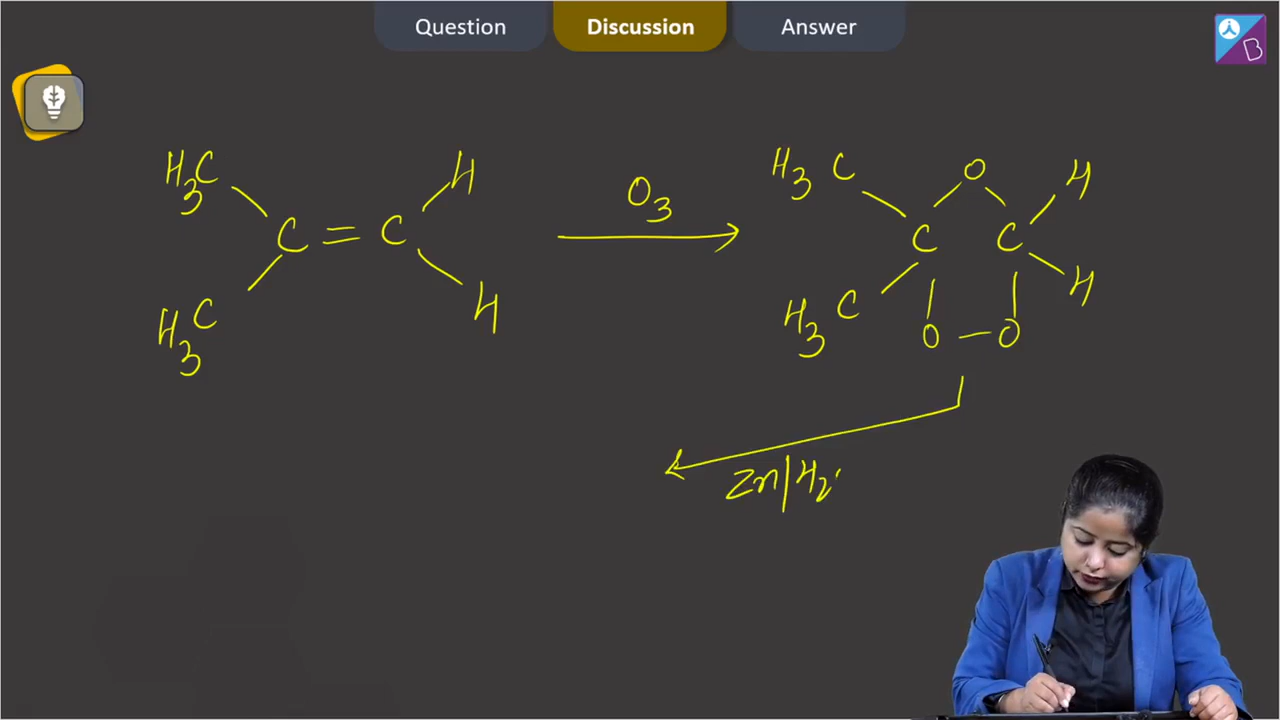 Question
Discussion
Answer
B
H3C
H
O3
H3C
O
H
C=C
C
C
H3C
H
H3C
H
O—O
Zn|H2